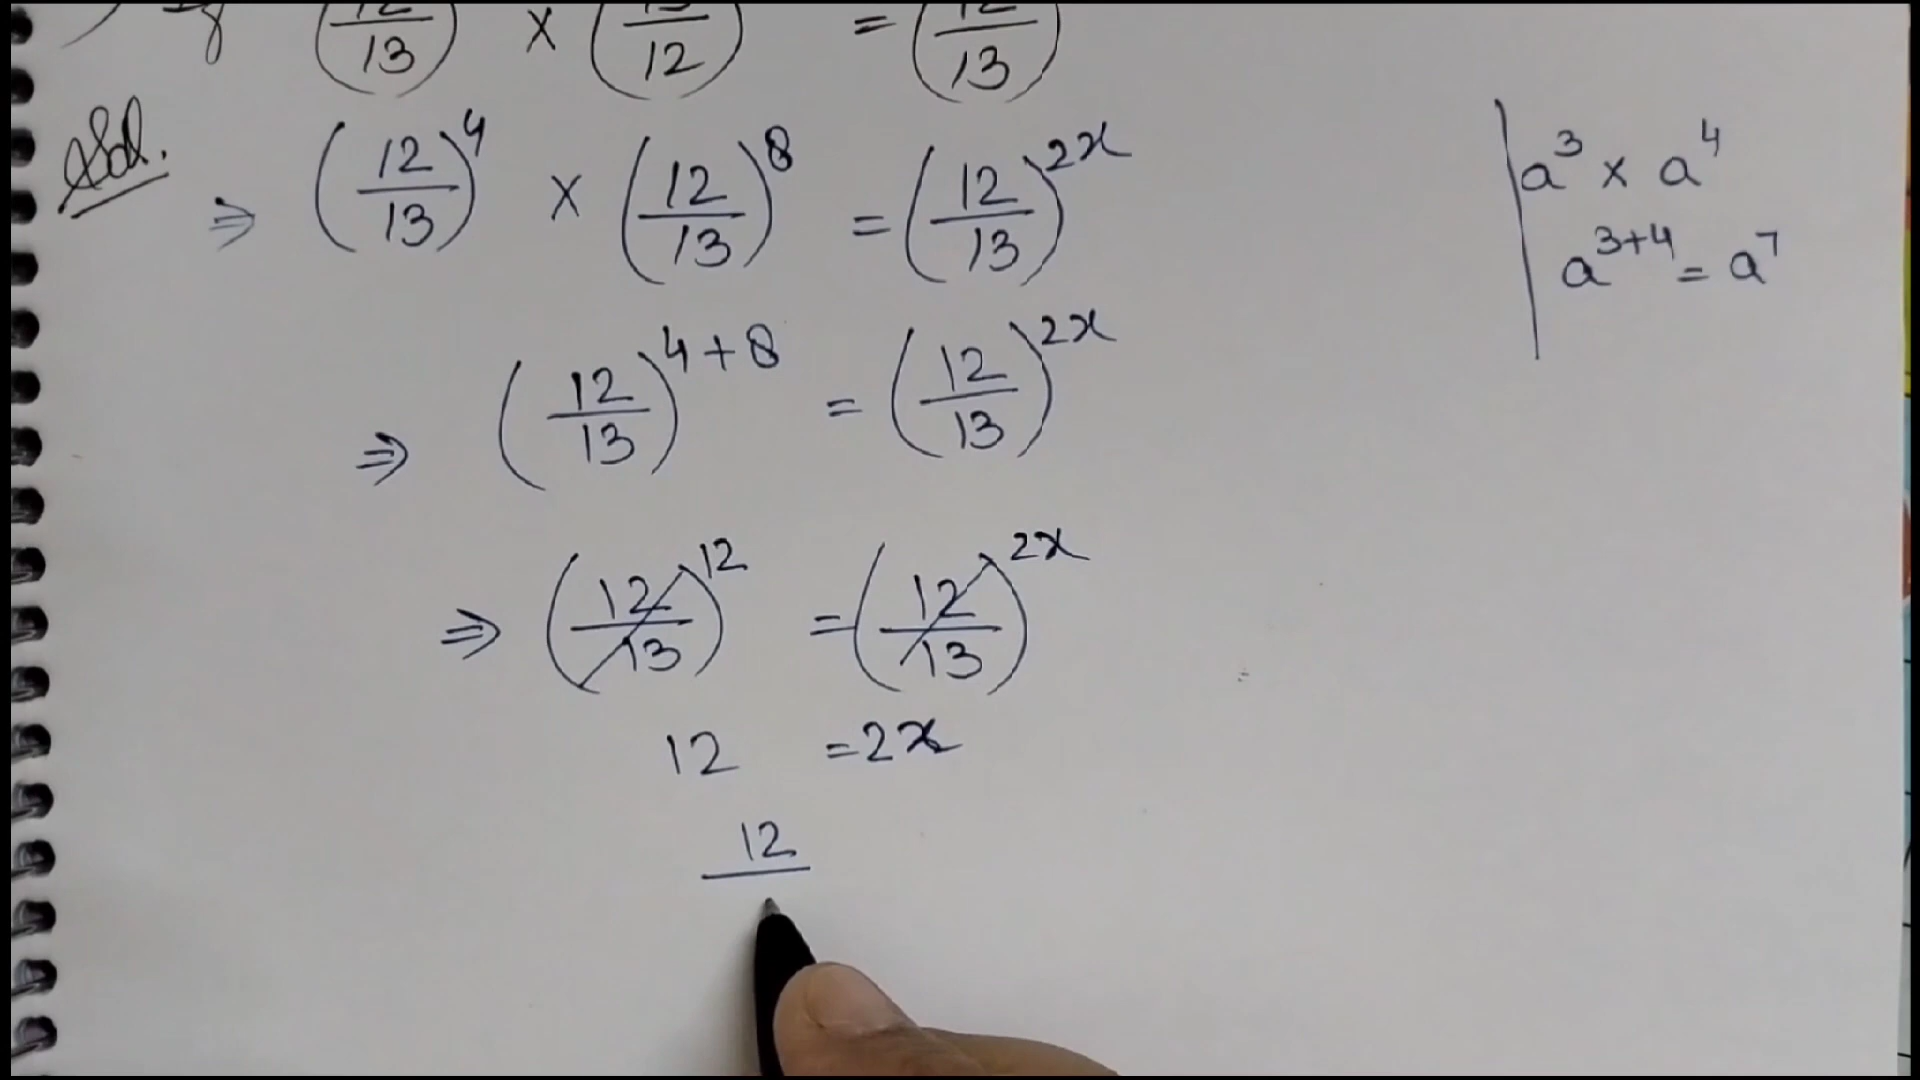 If (12/13) × (13/12) = (12/13)
Sol.
⇒ (12/13)^4 × (12/13)^8 = (12/13)^2x
a^3 × a^4
a^3+4 = a^7
⇒ (12/13)^4+8 = (12/13)^2x
⇒ (12/13)^12 = (12/13)^2x
12 = 2x
12